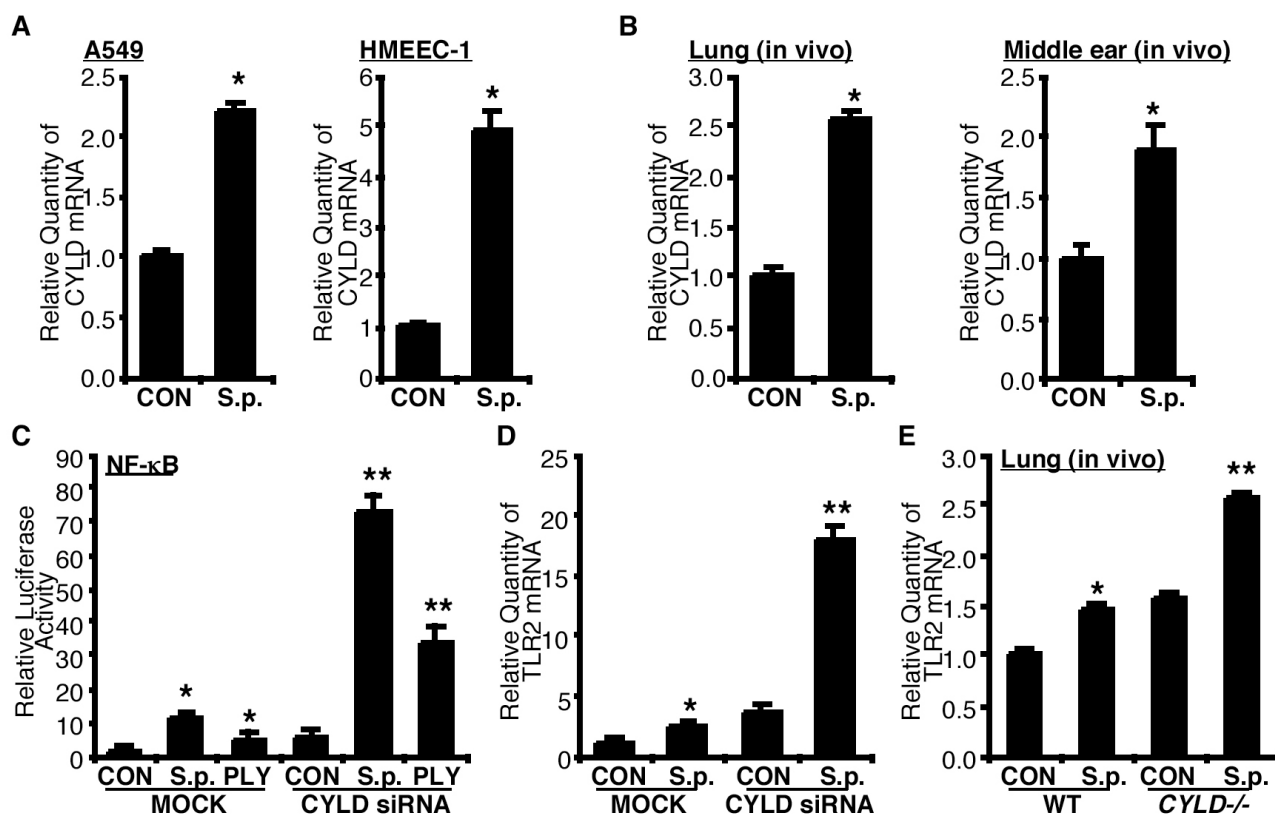 A
B
A549
HMEEC-1
Lung (in vivo)
Middle ear (in vivo)
Relative Quantity of
CYLD mRNA
2.5
2.0
1.5
1.0
0.5
0.0
*
CON S.p.
Relative Quantity of
CYLD mRNA
6
5
4
3
2
1
0
*
CON S.p.
Relative Quantity of
CYLD mRNA
3.0
2.5
2.0
1.5
1.0
0.5
0.0
*
CON S.p.
Relative Quantity of
CYLD mRNA
2.5
2.0
1.5
1.0
0.5
0.0
*
CON S.p.
C
NF-κB
Relative Luciferase
Activity
90
80
70
60
50
40
30
20
10
0
*
*
**
**
CON S.p. PLY CON S.p. PLY
MOCK CYLD siRNA
D
Relative Quantity of
TLR2 mRNA
25
20
15
10
5
0
*
**
CON S.p. CON S.p.
MOCK CYLD siRNA
E
Lung (in vivo)
Relative Quantity of
TLR2 mRNA
3.0
2.5
2.0
1.5
1.0
0.5
0.0
*
**
CON S.p. CON S.p.
WT CYLD-/-